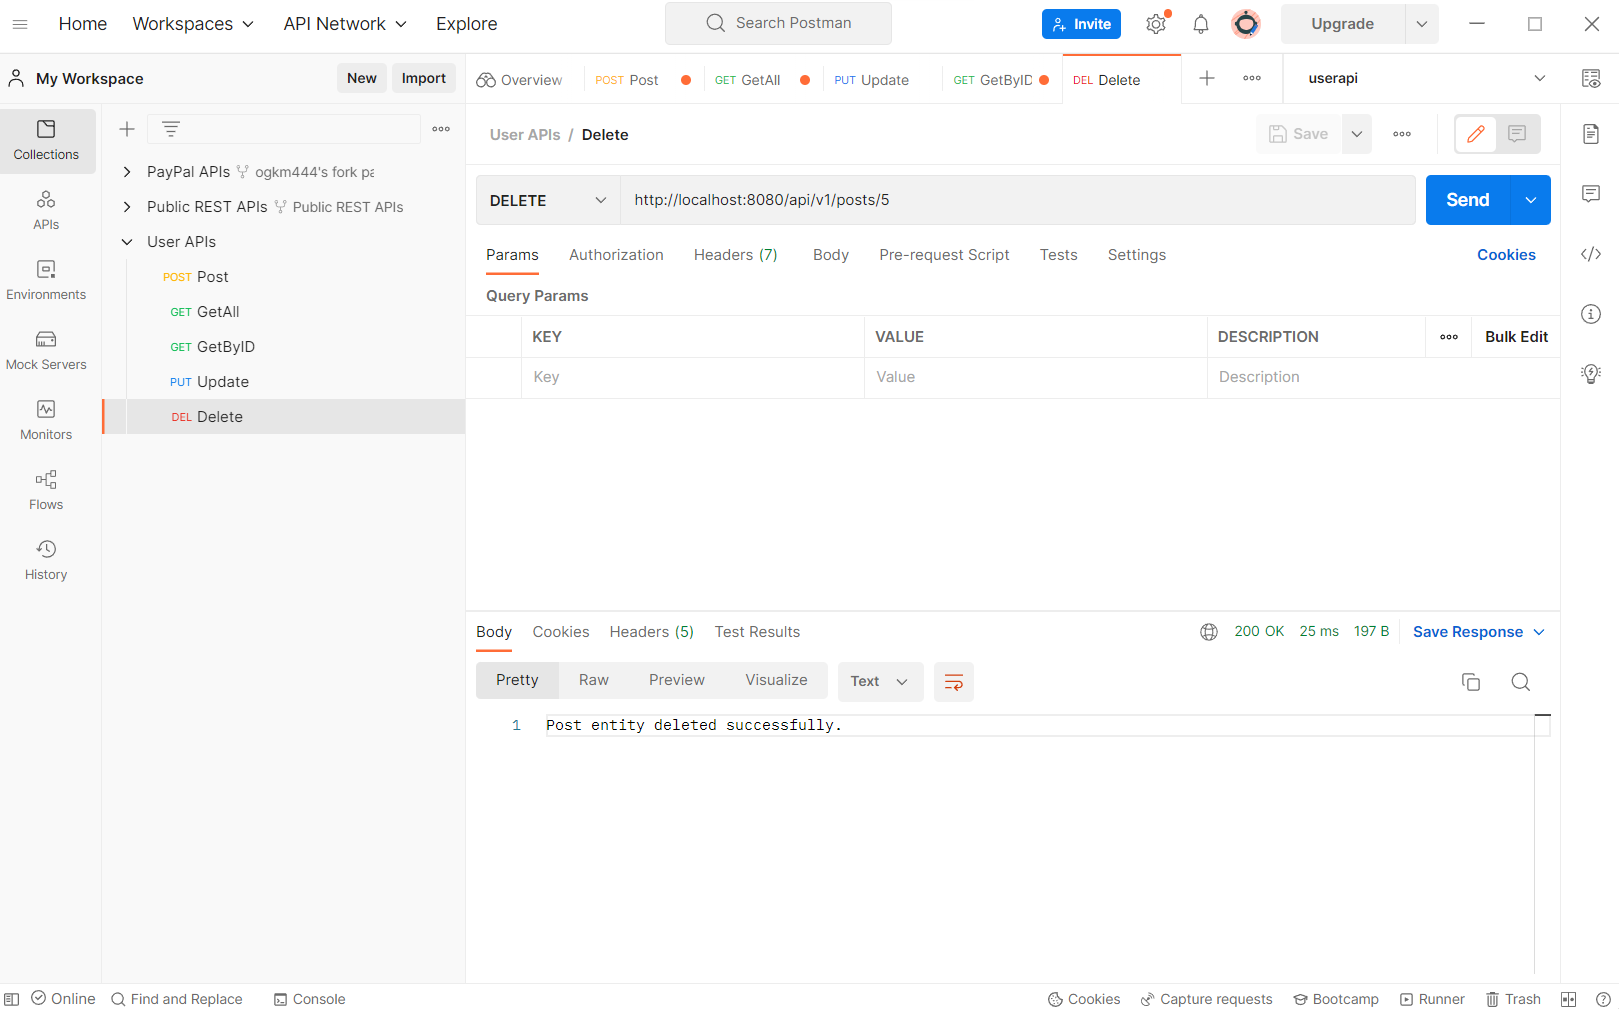 Home Workspaces API Network Explore Search Postman Invite Upgrade
My Workspace New Import Overview POST Post GET GetAll PUT Update GET GetByID DEL Delete userapi
Collections
APIs
Environments
Mock Servers
Monitors
Flows
History
PayPal APIs ogkm444's fork pa
Public REST APIs Public REST APIs
User APIs
POST Post
GET GetAll
GET GetByID
PUT Update
DEL Delete
User APIs / Delete Save
DELETE http://localhost:8080/api/v1/posts/5 Send
Params Authorization Headers (7) Body Pre-request Script Tests Settings Cookies
Query Params
KEY VALUE DESCRIPTION Bulk Edit
Key Value Description
Body Cookies Headers (5) Test Results 200 OK 25 ms 197 B Save Response
Pretty Raw Preview Visualize Text
1 Post entity deleted successfully.
Online Find and Replace Console Cookies Capture requests Bootcamp Runner Trash